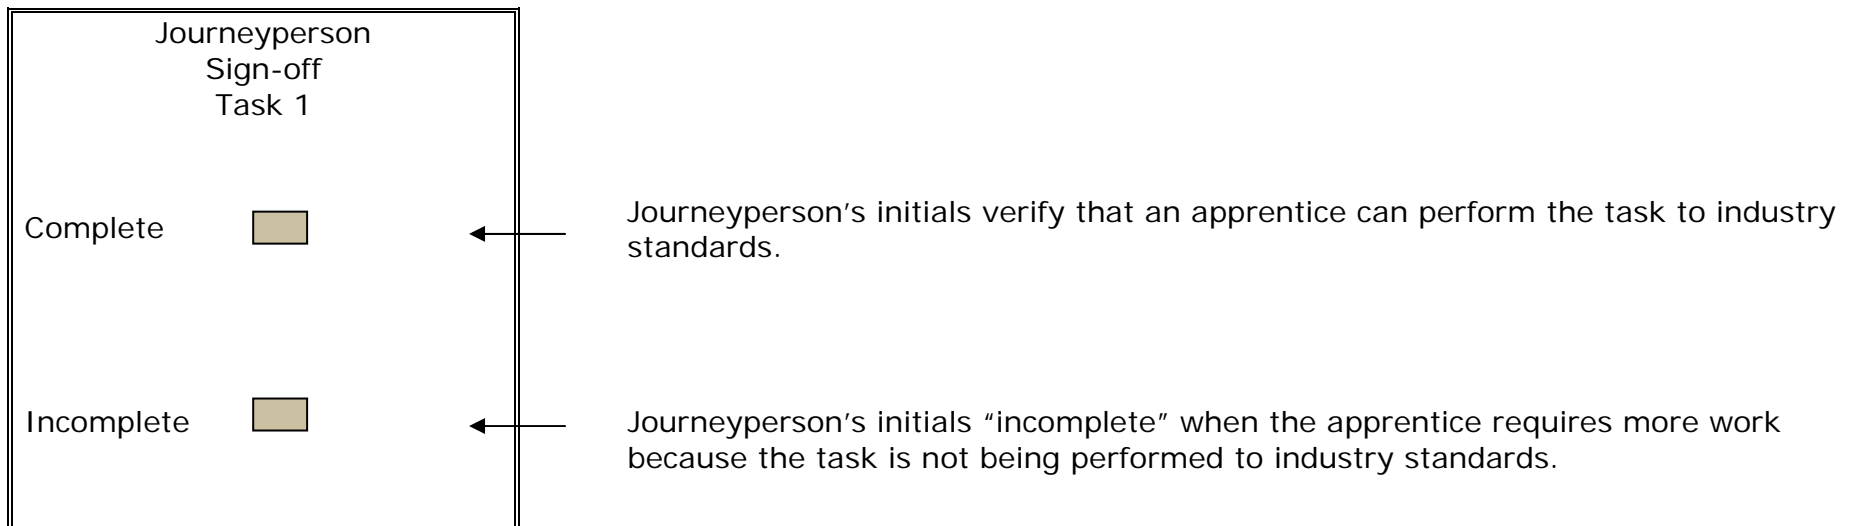 Journeyperson
Sign-off
Task 1
Complete
Journeyperson's initials verify that an apprentice can perform the task to industry
standards.
Incomplete
Journeyperson's initials “incomplete” when the apprentice requires more work
because the task is not being performed to industry standards.